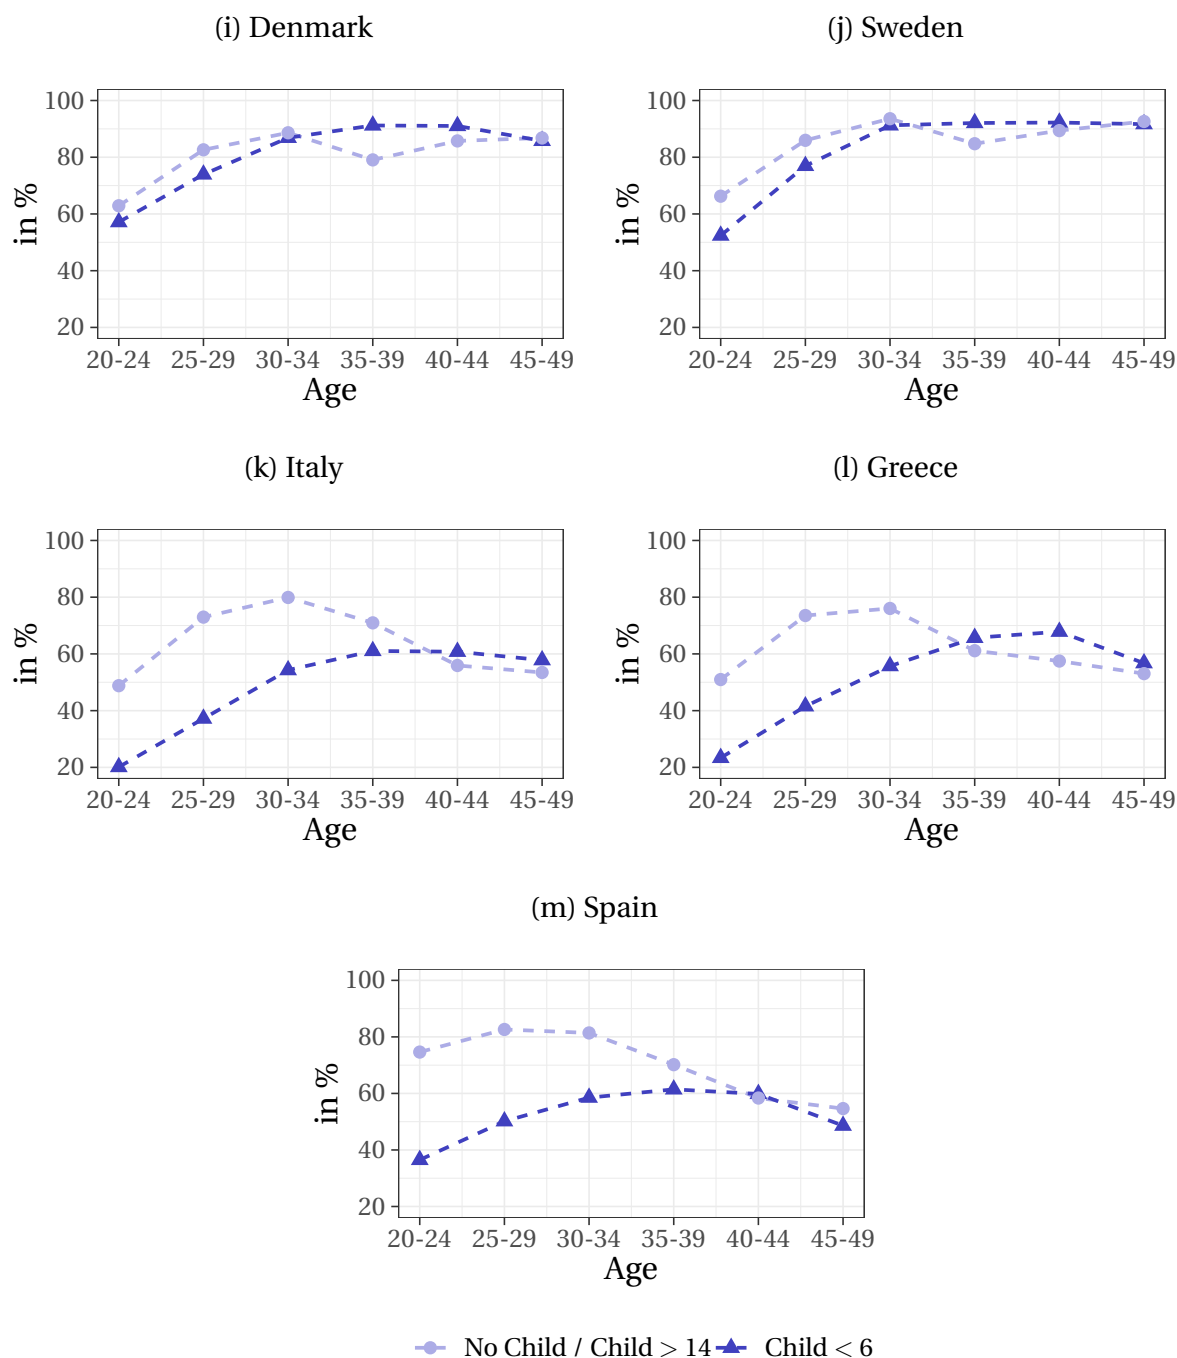 (i) Denmark
(j) Sweden
100
80
60
40
20
in %
20-24 25-29 30-34 35-39 40-44 45-49
Age
100
80
60
40
20
in %
20-24 25-29 30-34 35-39 40-44 45-49
Age
(k) Italy
(l) Greece
100
80
60
40
20
in %
20-24 25-29 30-34 35-39 40-44 45-49
Age
100
80
60
40
20
in %
20-24 25-29 30-34 35-39 40-44 45-49
Age
(m) Spain
100
80
60
40
20
in %
20-24 25-29 30-34 35-39 40-44 45-49
Age
No Child / Child > 14 Child < 6